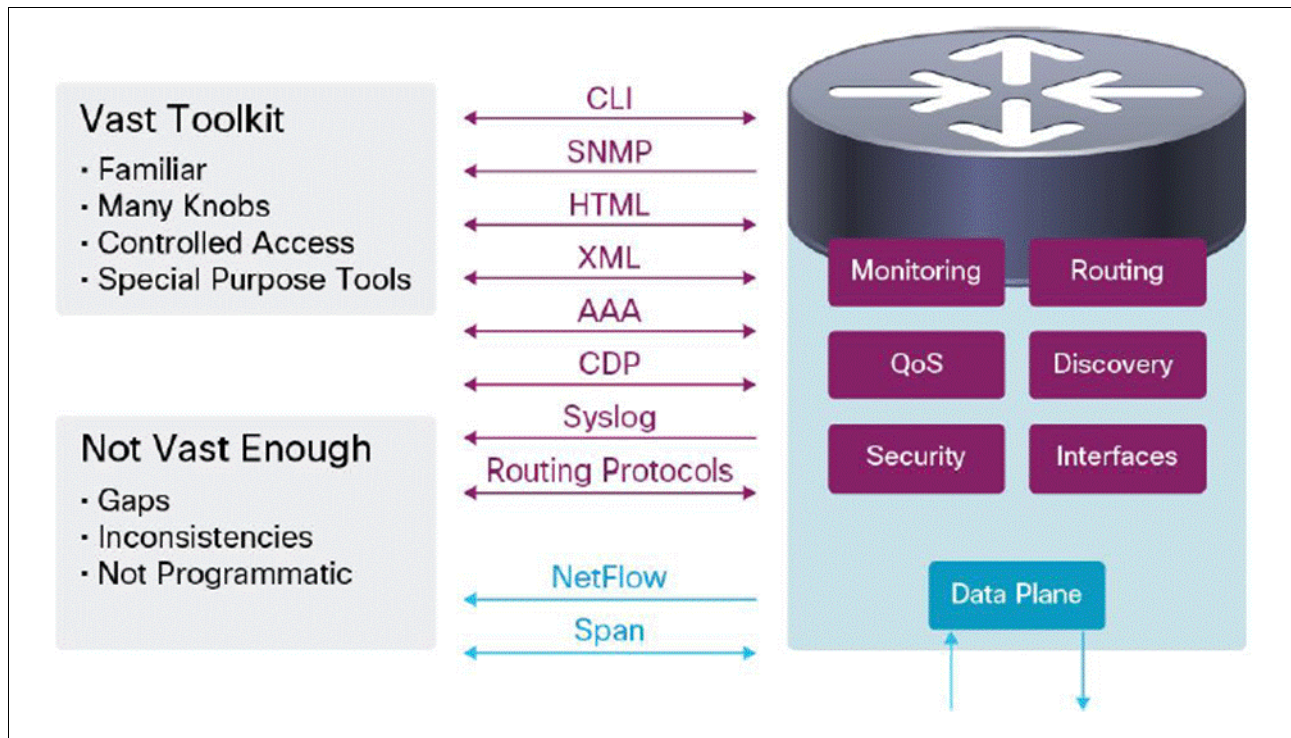 Vast Toolkit
· Familiar
· Many Knobs
· Controlled Access
· Special Purpose Tools
Not Vast Enough
· Gaps
· Inconsistencies
· Not Programmatic
CLI
SNMP
HTML
XML
AAA
CDP
Syslog
Routing Protocols
NetFlow
Span
Monitoring
Routing
QoS
Discovery
Security
Interfaces
Data Plane